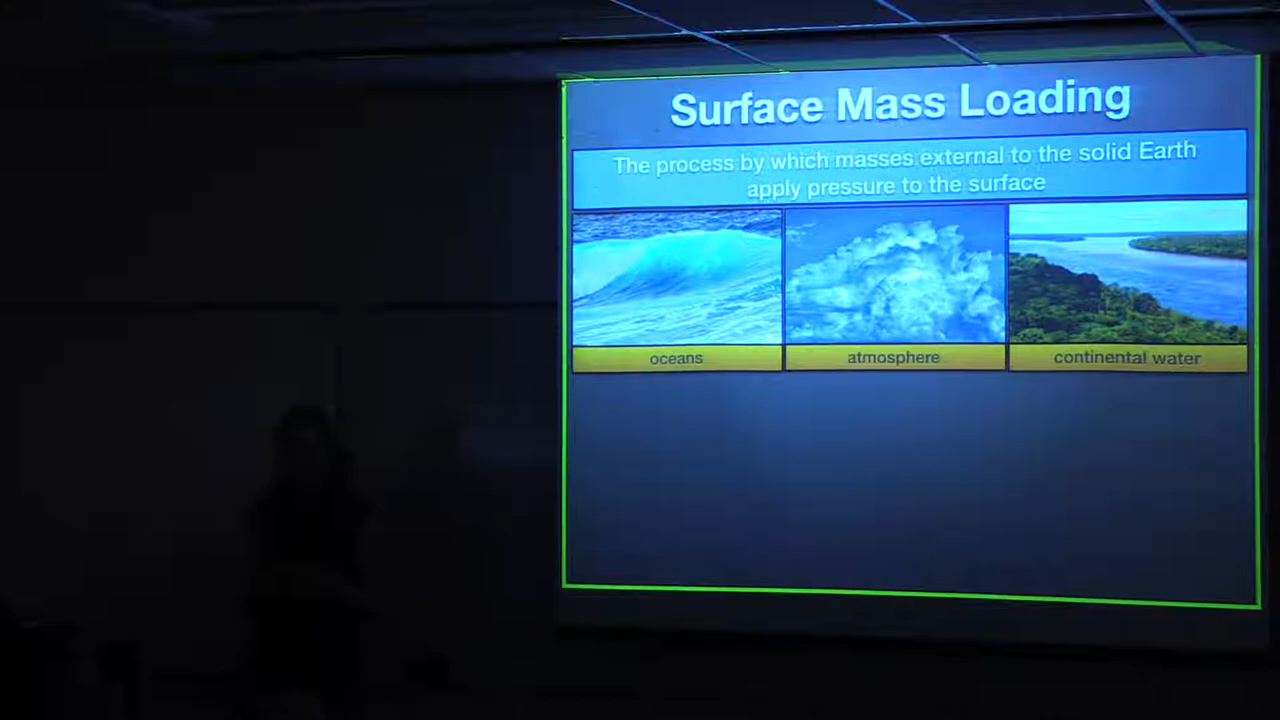 Surface Mass Loading
The process by which masses external to the solid Earth
apply pressure to the surface
oceans
atmosphere
continental water